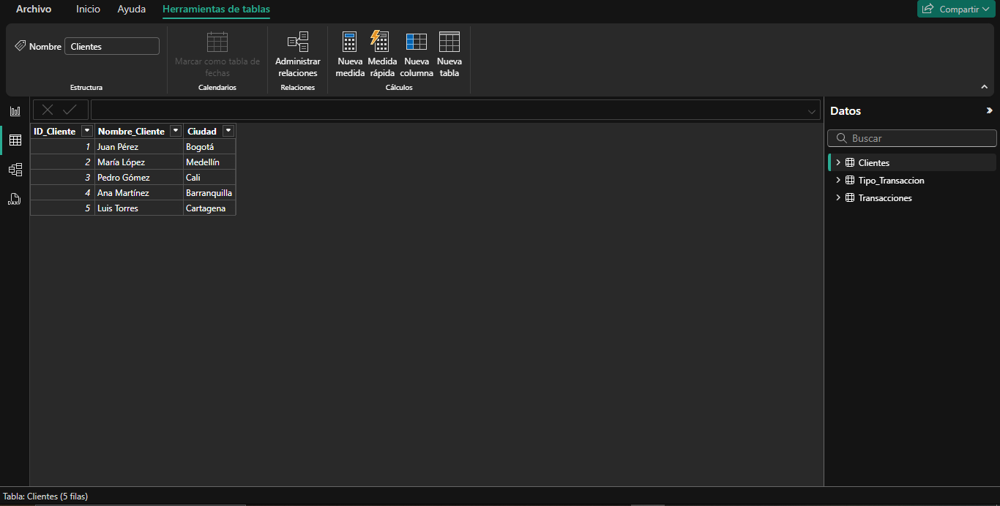 Archivo Inicio Ayuda Herramientas de tablas Compartir
Nombre Clientes
Estructura
Marcar como tabla de
fechas
Calendarios
Administrar
relaciones
Relaciones
Nueva
medida
Medida
rápida
Nueva
columna
Nueva
tabla
Cálculos
DAX
ID_Cliente Nombre_Cliente Ciudad
1 Juan Pérez Bogotá
2 María López Medellín
3 Pedro Gómez Cali
4 Ana Martínez Barranquilla
5 Luis Torres Cartagena
Datos
Buscar
Clientes
Tipo_Transaccion
Transacciones
Tabla: Clientes (5 filas)